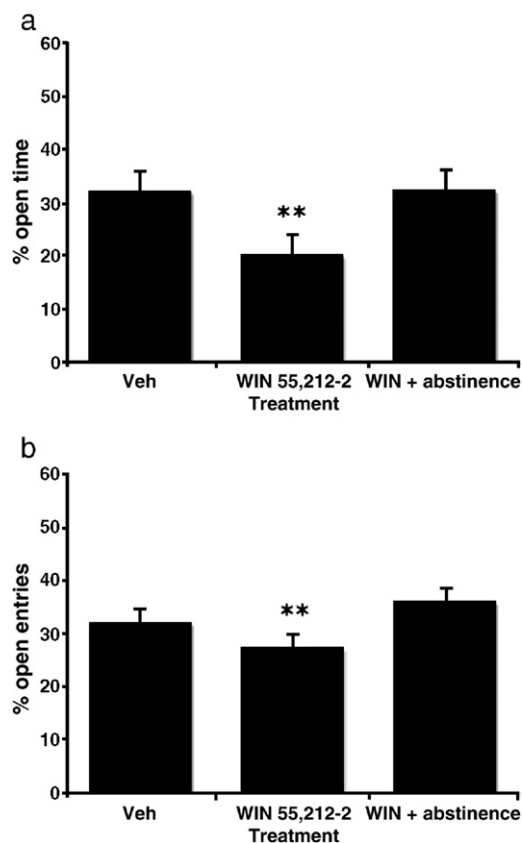 a
60
50
40
30
20
10
0
% open time
**
Veh
WIN 55,212-2
WIN + abstinence
Treatment
b
60
50
40
30
20
10
0
% open entries
**
Veh
WIN 55,212-2
WIN + abstinence
Treatment